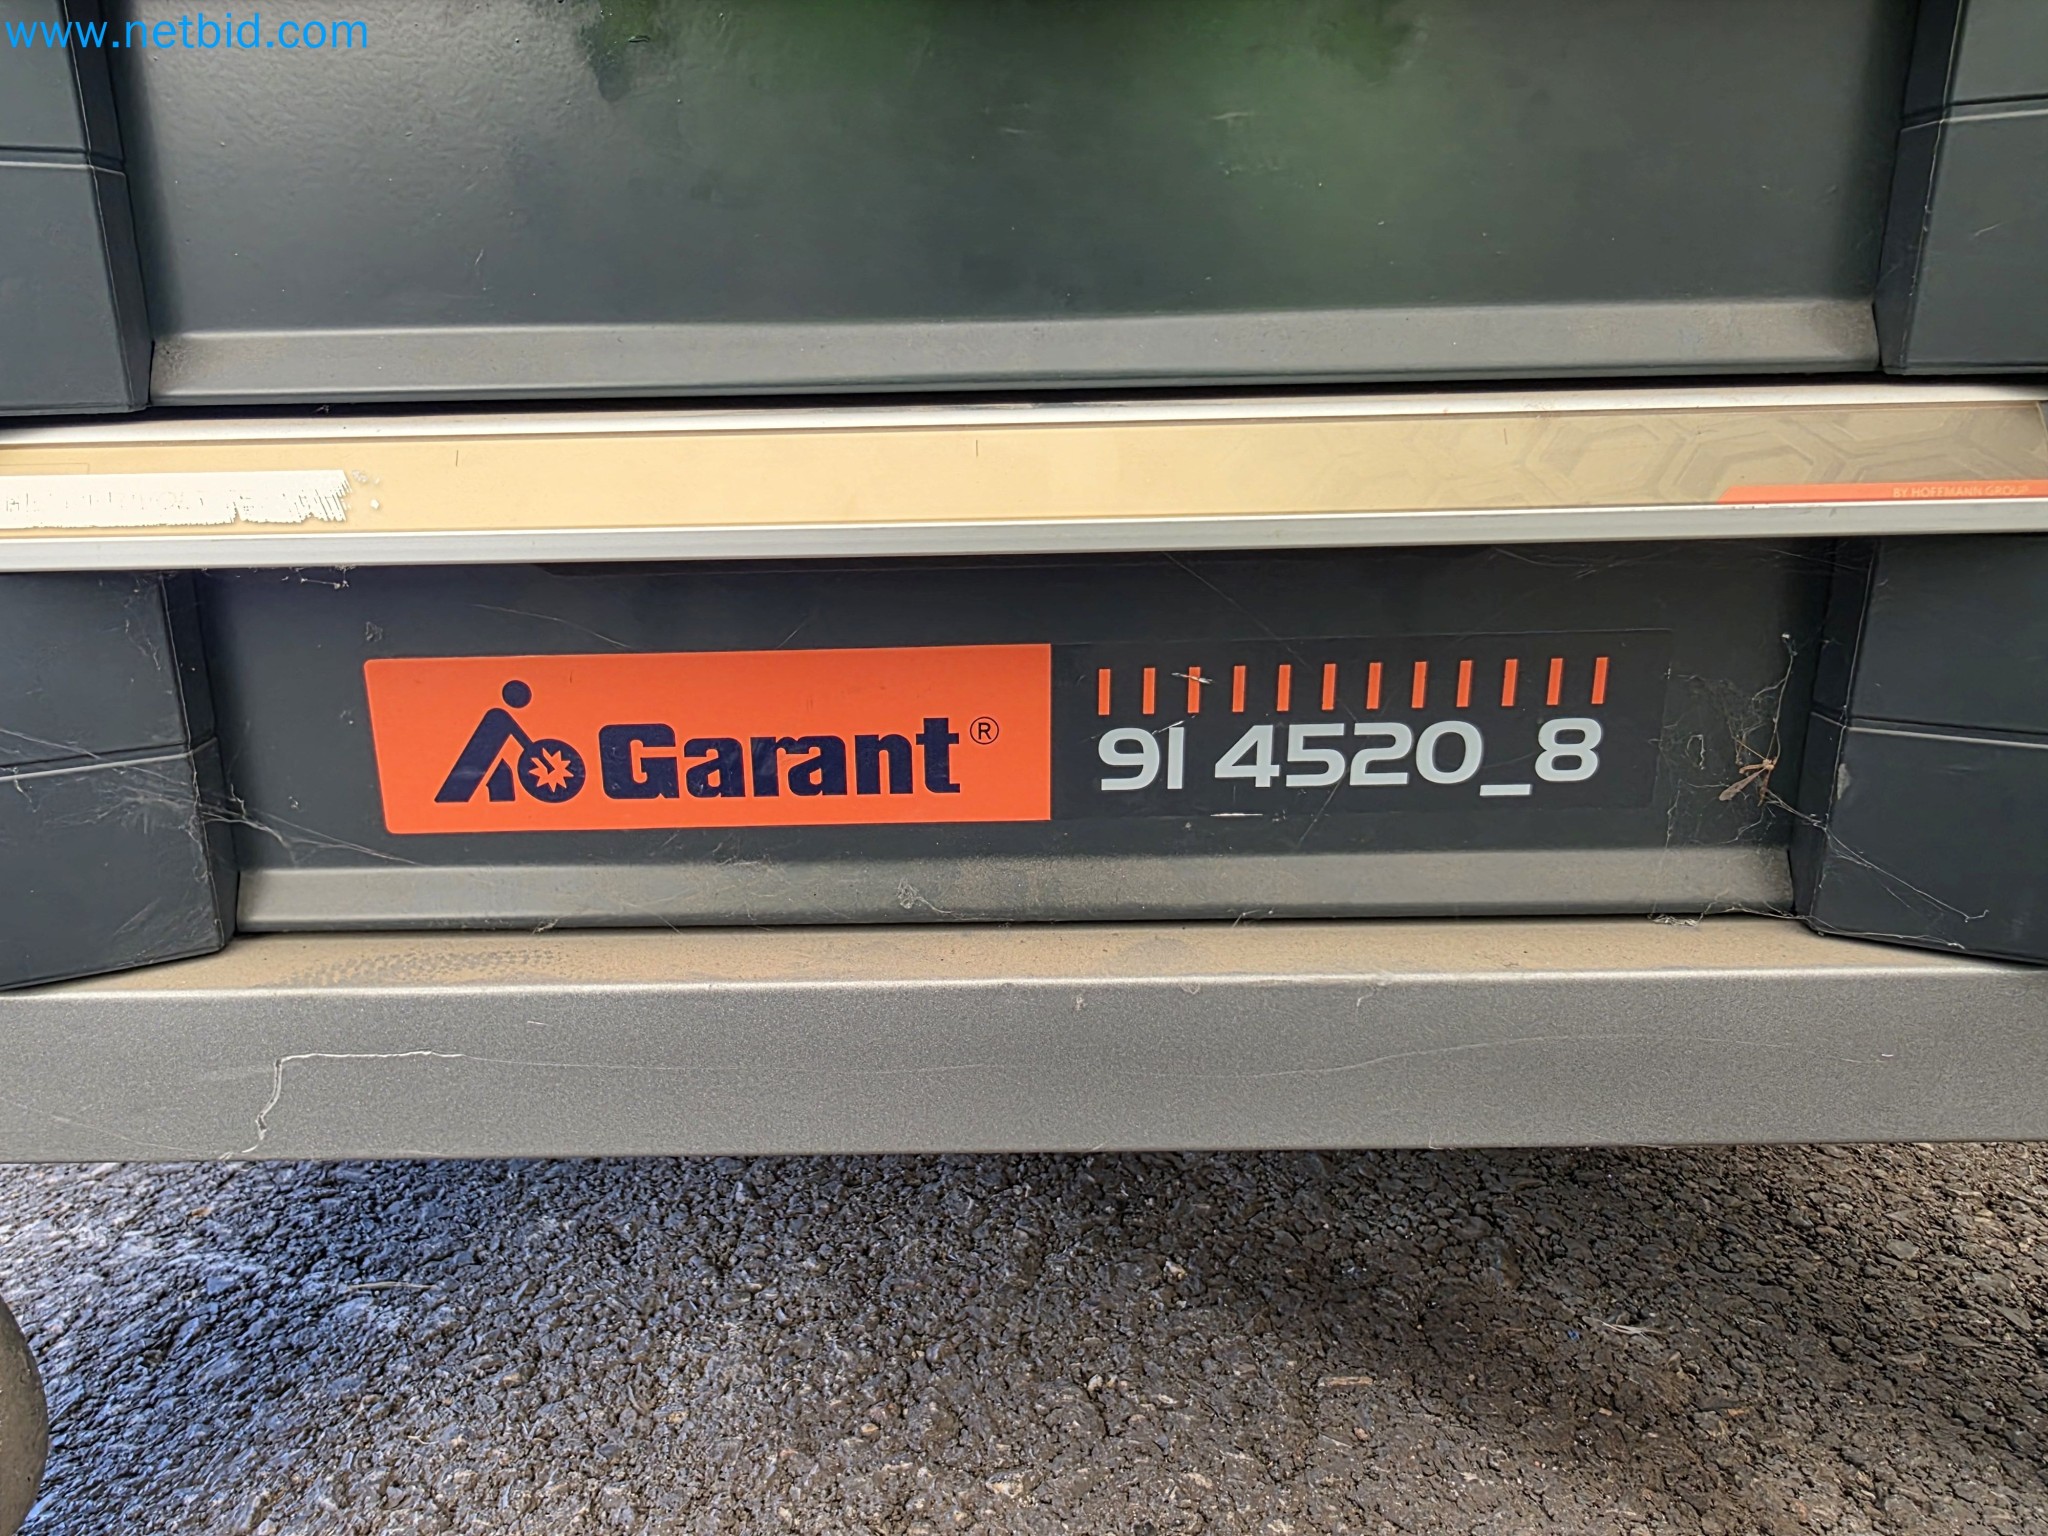 www.netbid.com
BY HOFFMANN GROUP
Garant®
91 4520_8